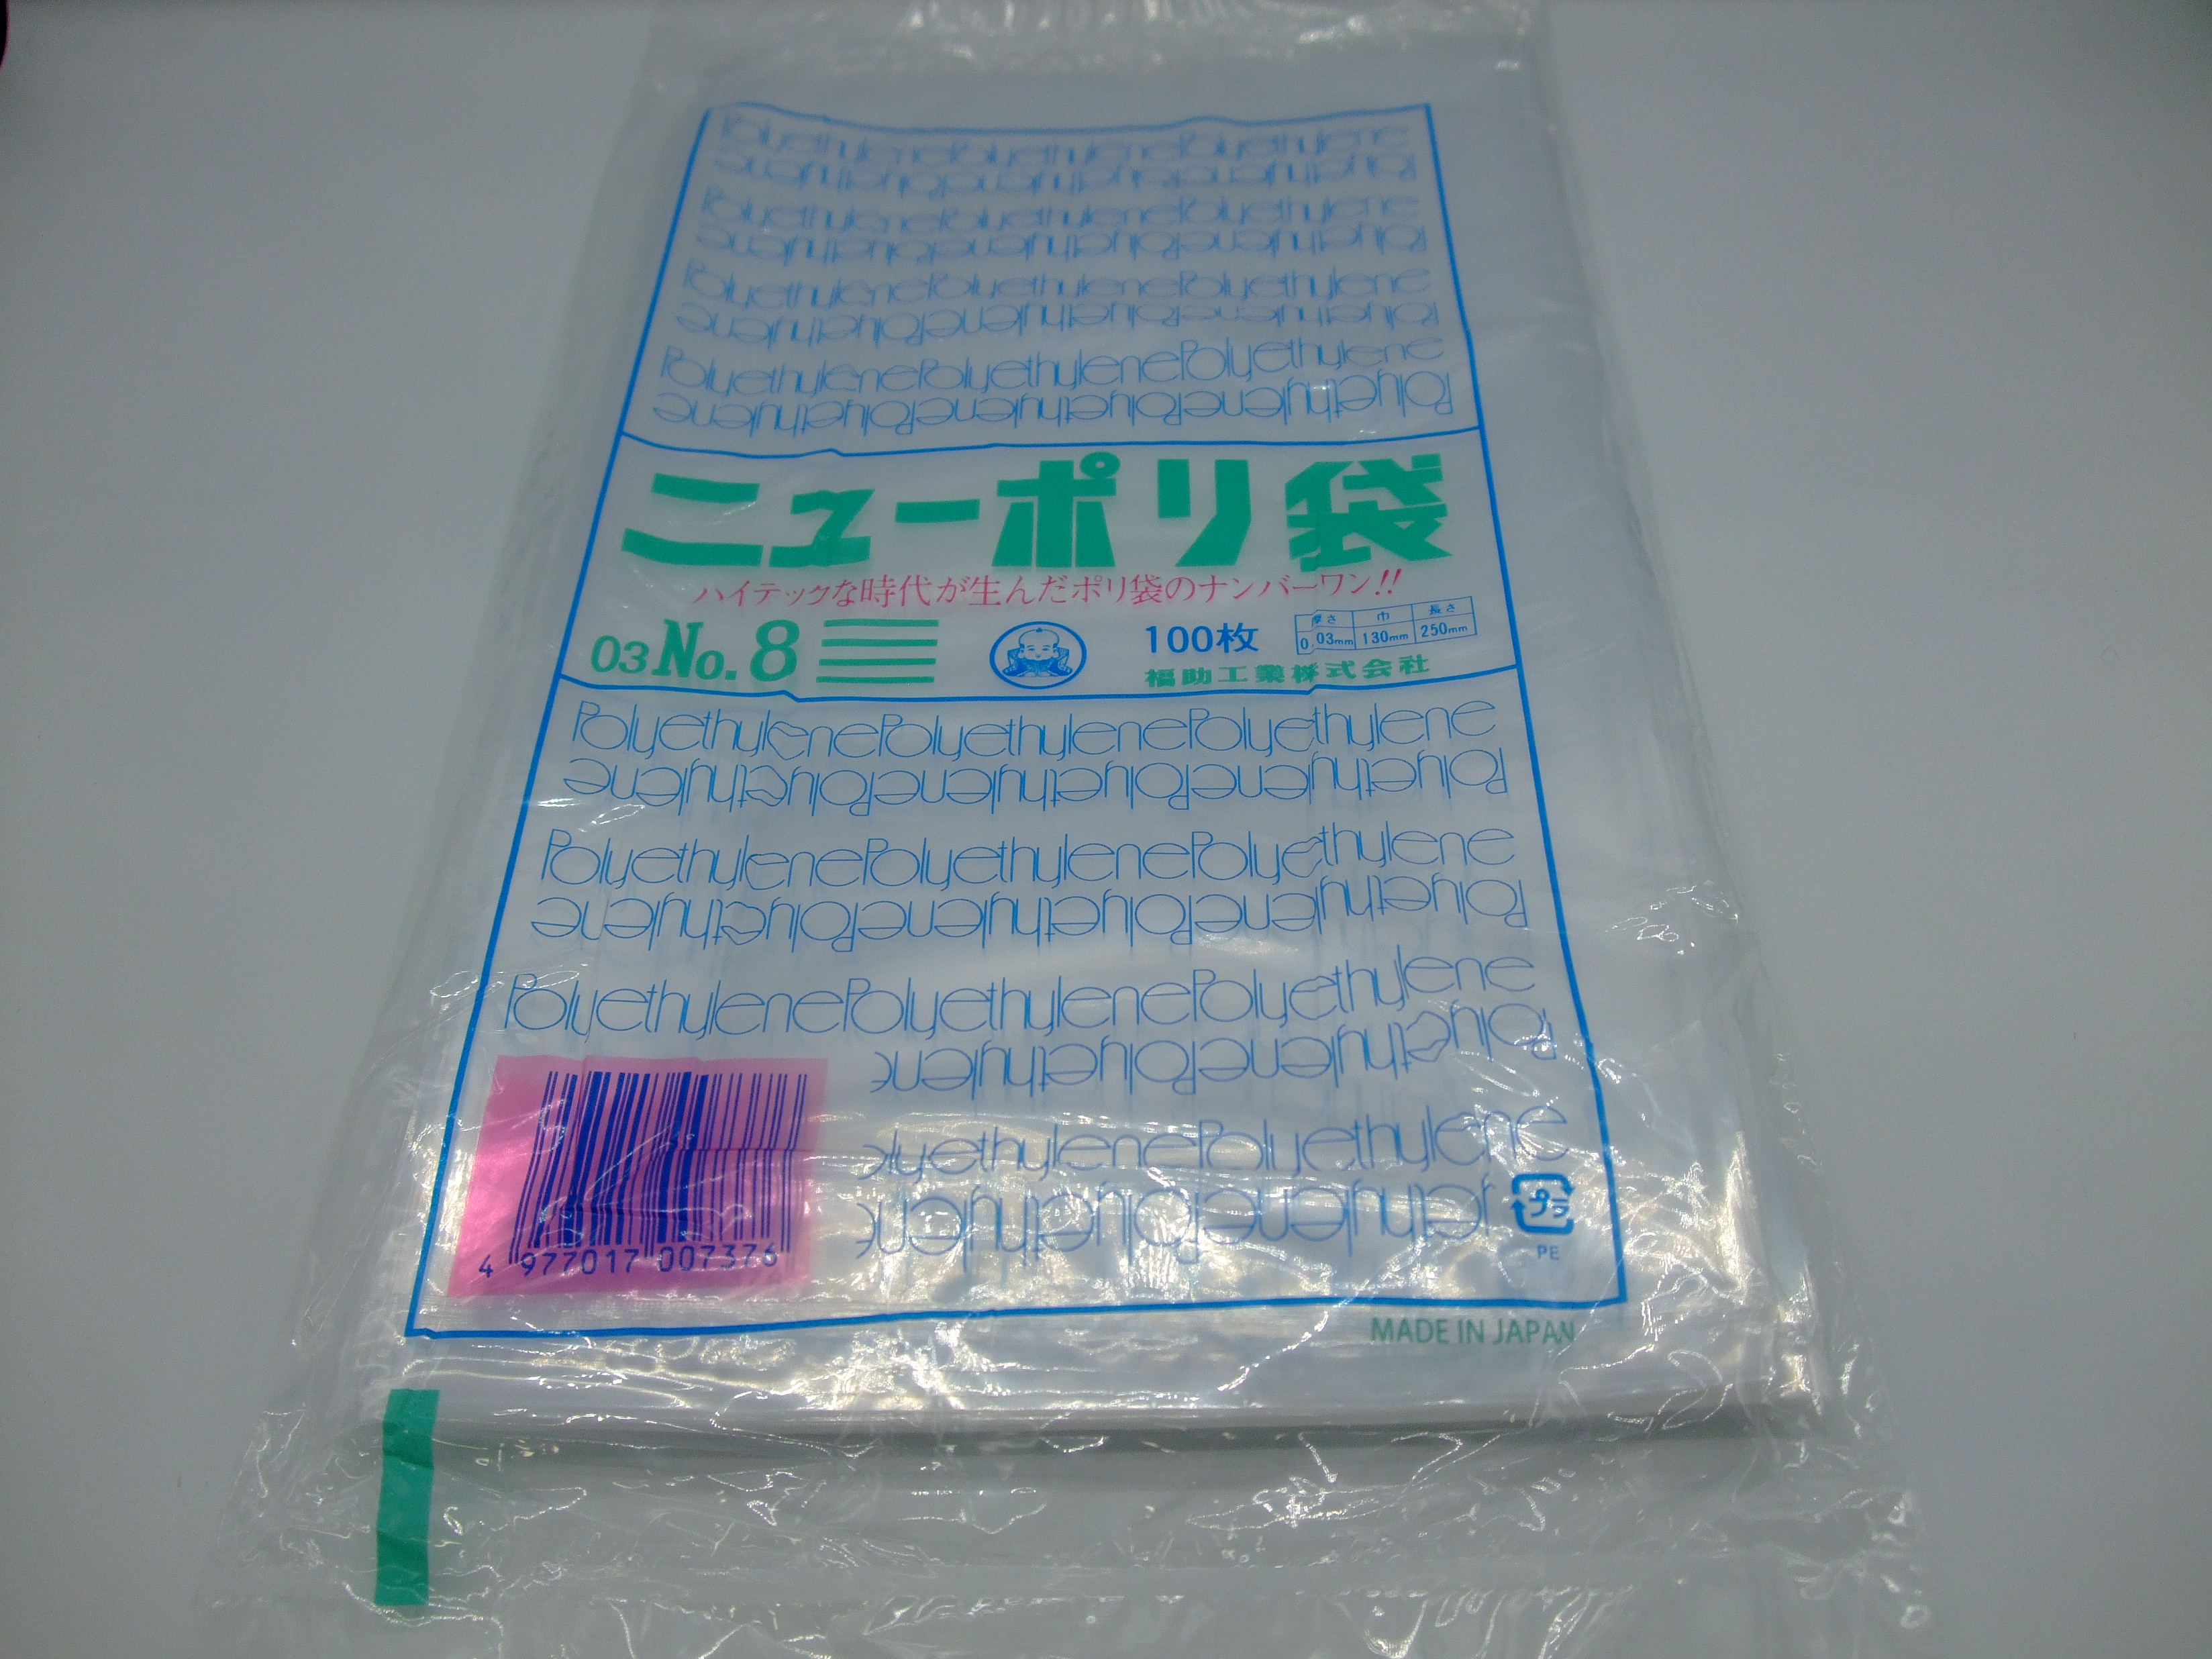 PolyethylenePolyethylenePolyethylene
PolyethylenePolyethylenePolyethylene
PolyethylenePolyethylenePolyethylene
PolyethylenePolyethylenePolyethylene
PolyethylenePolyethylenePolyethylene
PolyethylenePolyethylenePolyethylene
PolyethylenePolyethylenePolyethylene
PolyethylenePolyethylenePolyethylene
ニューポリ袋
ハイテックな時代が生んだポリ袋のナンバーワン!!
03 No.8 100枚
厚さ 巾 長さ
0.03mm 130mm 250mm
福助工業株式会社
PolyethylenePolyethylenePolyethylene
PolyethylenePolyethylenePolyethylene
PolyethylenePolyethylenePolyethylene
PolyethylenePolyethylenePolyethylene
PolyethylenePolyethylenePolyethylene
PolyethylenePolyethylene
olyethylenePolyethylene
ethylenePolyethylene
プラ
PE
4 977017 007376
MADE IN JAPAN